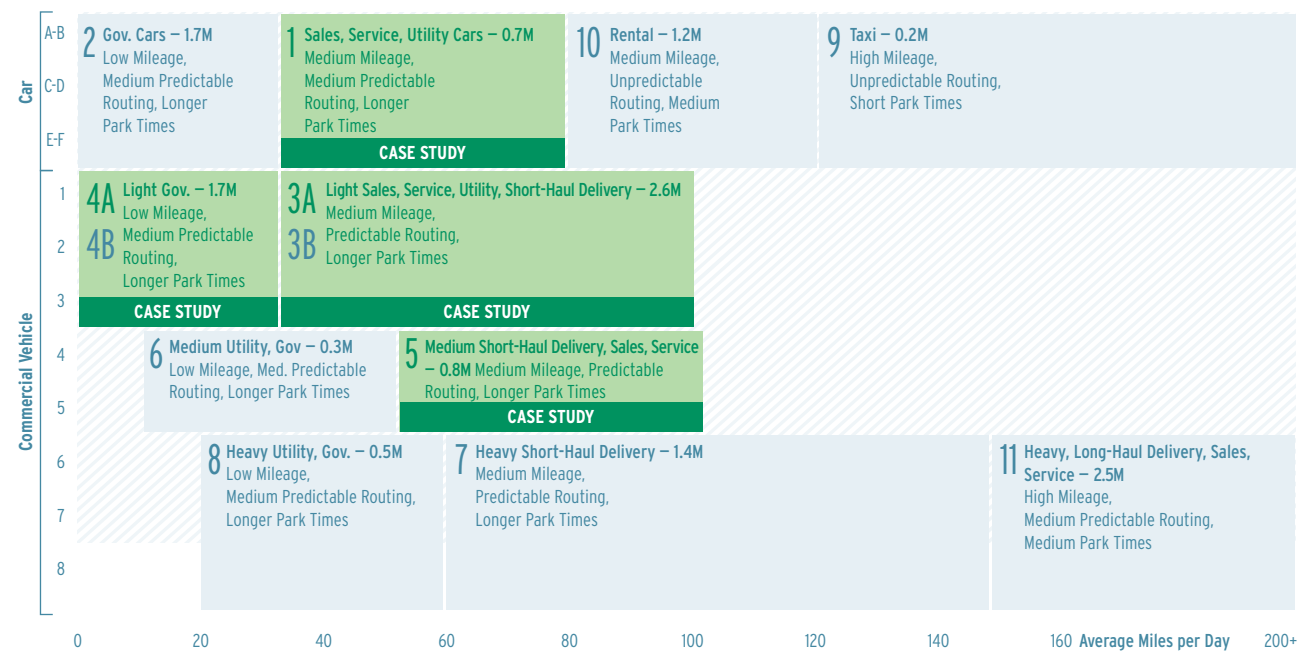 Car
A-B
C-D
E-F
2
Gov. Cars – 1.7M
Low Mileage,
Medium Predictable
Routing, Longer
Park Times
1
Sales, Service, Utility Cars – 0.7M
Medium Mileage,
Medium Predictable
Routing, Longer
Park Times
CASE STUDY
10
Rental – 1.2M
Medium Mileage,
Unpredictable
Routing, Medium
Park Times
9
Taxi – 0.2M
High Mileage,
Unpredictable Routing,
Short Park Times
Commercial Vehicle
1
2
3
4
5
6
7
8
4A
4B
Light Gov. – 1.7M
Low Mileage,
Medium Predictable
Routing,
Longer Park Times
CASE STUDY
3A
3B
Light Sales, Service, Utility, Short-Haul Delivery – 2.6M
Medium Mileage,
Predictable Routing,
Longer Park Times
CASE STUDY
6
Medium Utility, Gov – 0.3M
Low Mileage, Med. Predictable
Routing, Longer Park Times
5
Medium Short-Haul Delivery, Sales, Service
– 0.8M Medium Mileage, Predictable
Routing, Longer Park Times
CASE STUDY
8
Heavy Utility, Gov. – 0.5M
Low Mileage,
Medium Predictable Routing,
Longer Park Times
7
Heavy Short-Haul Delivery – 1.4M
Medium Mileage,
Predictable Routing,
Longer Park Times
11
Heavy, Long-Haul Delivery, Sales,
Service – 2.5M
High Mileage,
Medium Predictable Routing,
Medium Park Times
0 20 40 60 80 100 120 140 160 Average Miles per Day 200+